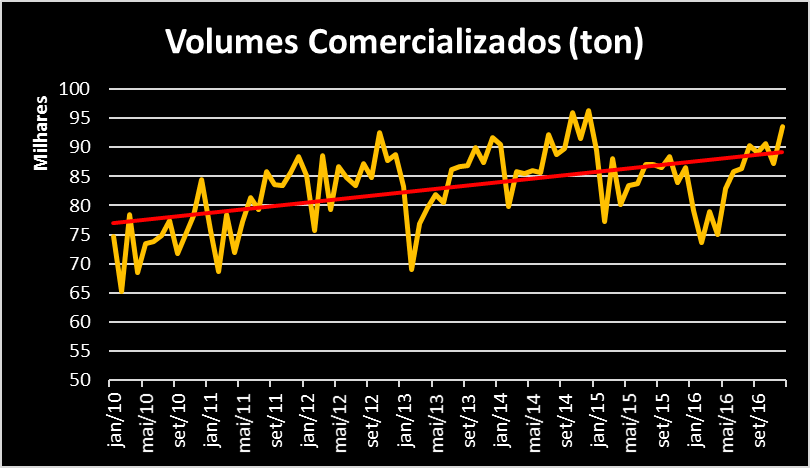 Volumes Comercializados (ton)
Milhares
100
95
90
85
80
75
70
65
60
55
50
jan/10
mai/10
set/10
jan/11
mai/11
set/11
jan/12
mai/12
set/12
jan/13
mai/13
set/13
jan/14
mai/14
set/14
jan/15
mai/15
set/15
jan/16
mai/16
set/16